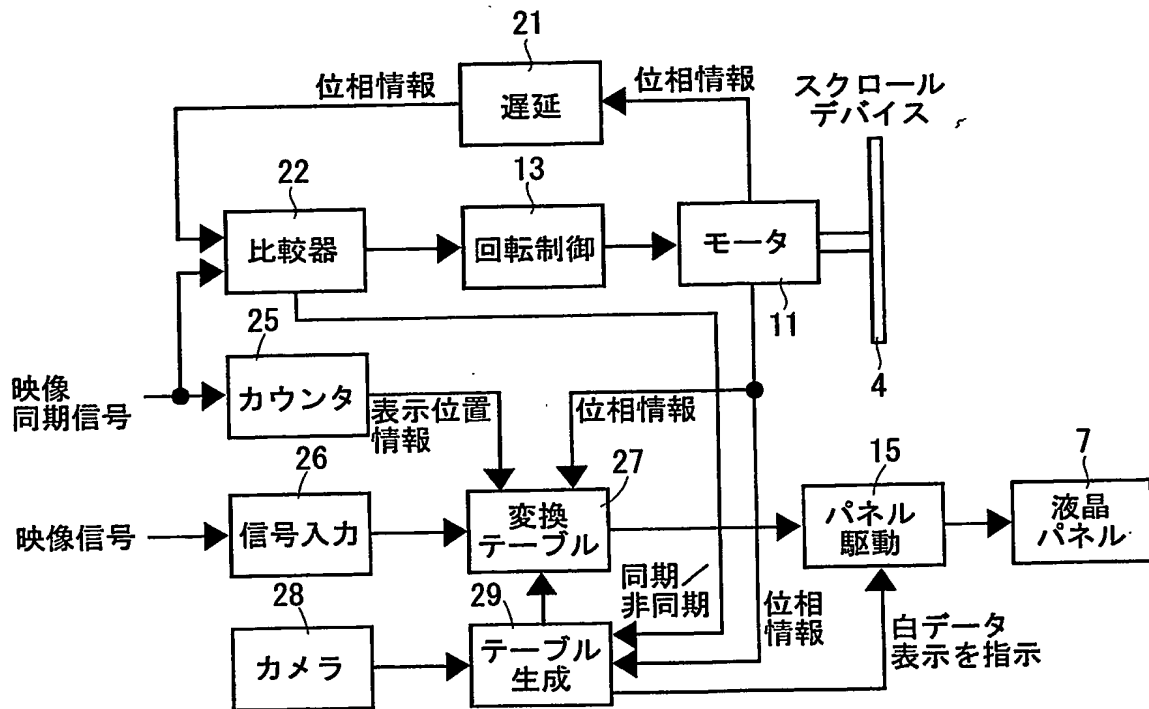 21
位相情報
遅延
位相情報
スクロール
デバイス
22
比較器
13
回転制御
モータ
11
4
25
映像
同期信号
カウンタ
表示位置
情報
位相情報
26
映像信号
信号入力
27
変換
テーブル
15
パネル
駆動
7
液晶
パネル
同期/
非同期
位相
情報
28
カメラ
29
テーブル
生成
白データ
表示を指示